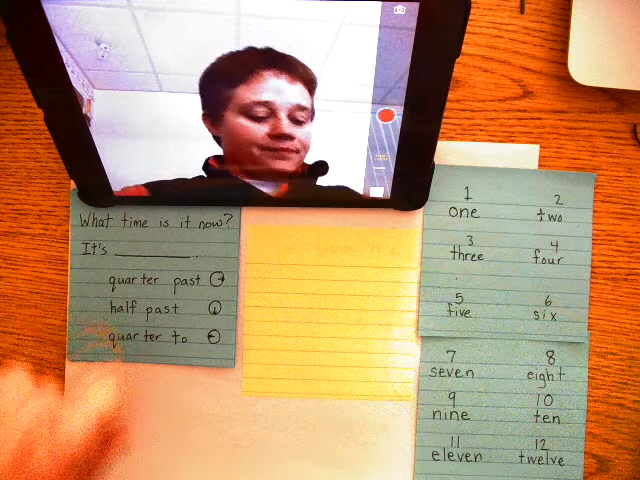 What time is it now?
It's ________.
quarter past
half past
quarter to
1 2
one two
3 4
three four
5 6
five six
7 8
seven eight
9 10
nine ten
11 12
eleven twelve